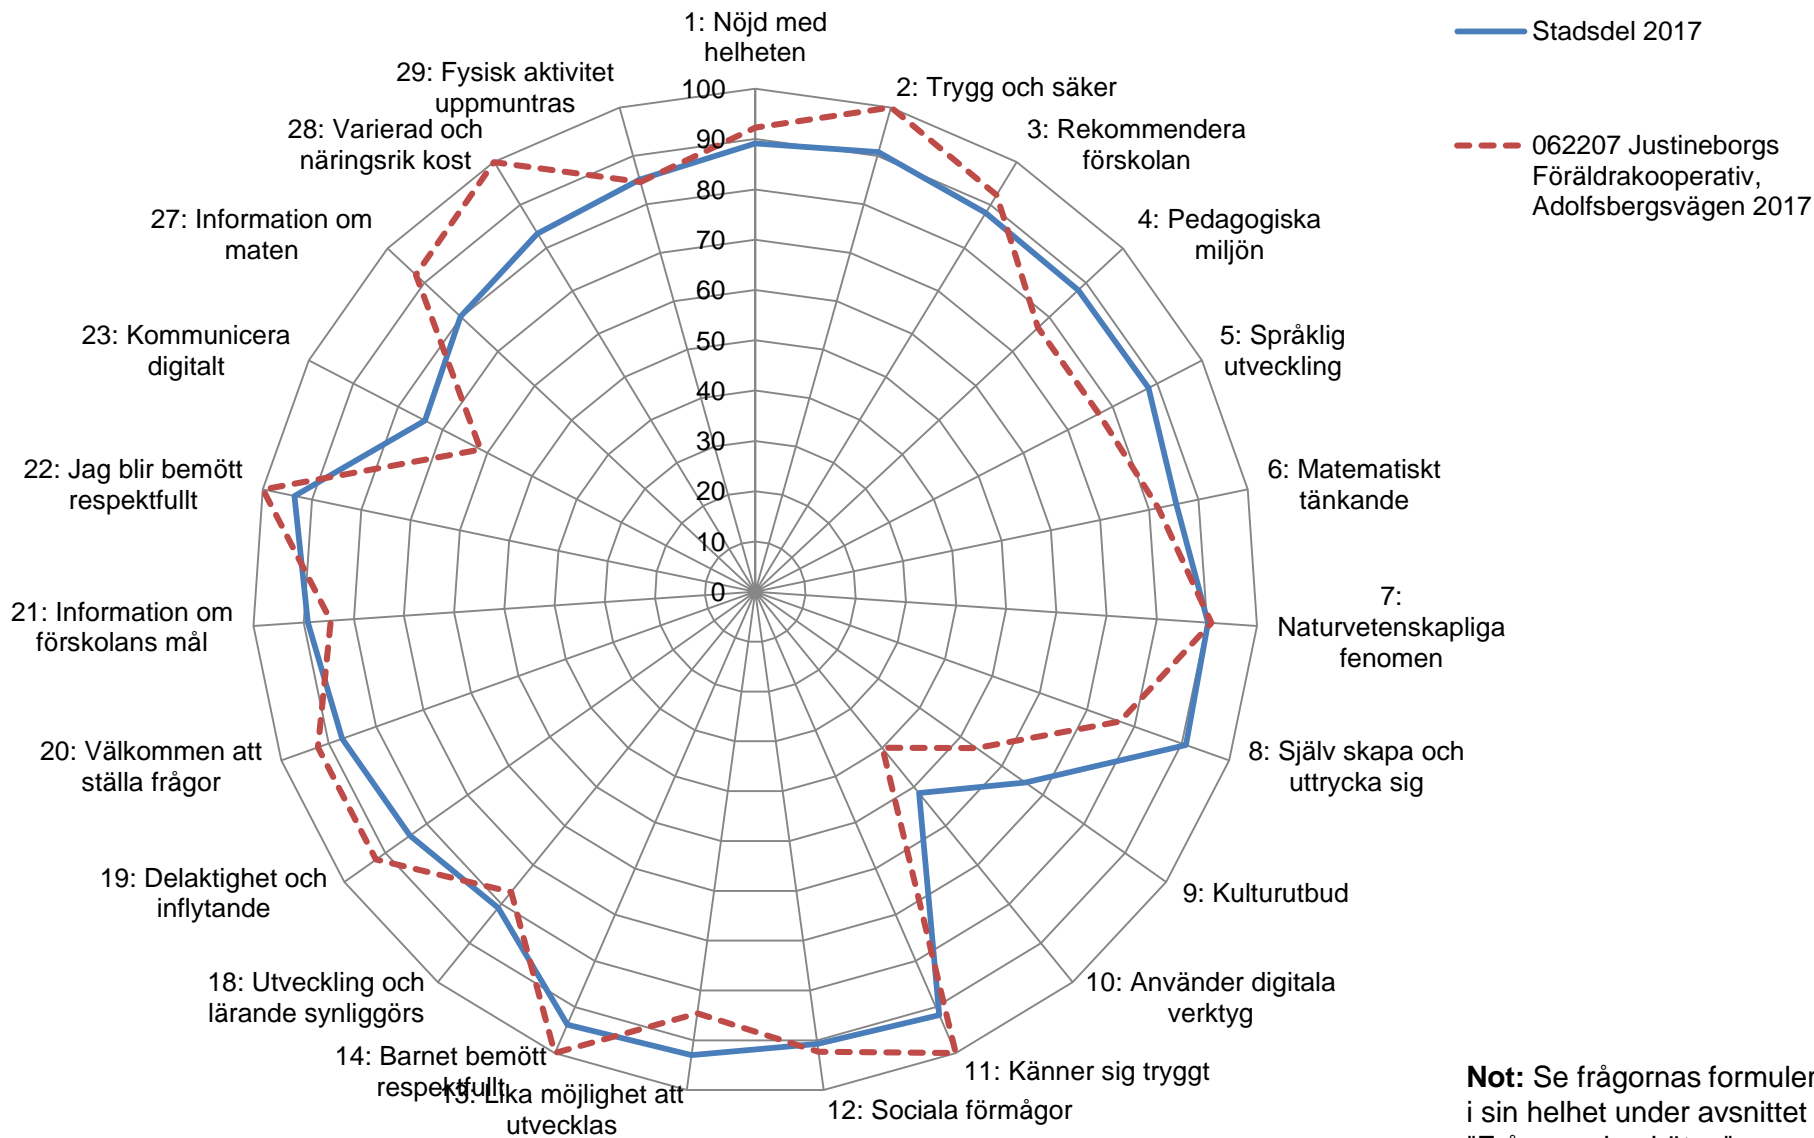 1: Nöjd med
helheten
2: Trygg och säker
3: Rekommendera
förskolan
4: Pedagogiska
miljön
5: Språklig
utveckling
6: Matematiskt
tänkande
7:
Naturvetenskapliga
fenomen
8: Själv skapa och
uttrycka sig
9: Kulturutbud
10: Använder digitala
verktyg
11: Känner sig tryggt
12: Sociala förmågor
13: Lika möjlighet att
utvecklas
14: Barnet bemött
respektfullt
18: Utveckling och
lärande synliggörs
19: Delaktighet och
inflytande
20: Välkommen att
ställa frågor
21: Information om
förskolans mål
22: Jag blir bemött
respektfullt
23: Kommunicera
digitalt
27: Information om
maten
28: Varierad och
näringsrik kost
29: Fysisk aktivitet
uppmuntras
100
90
80
70
60
50
40
30
20
10
0
Stadsdel 2017
062207 Justineborgs
Föräldrakooperativ,
Adolfsbergsvägen 2017
Not: Se frågornas formuler
i sin helhet under avsnittet